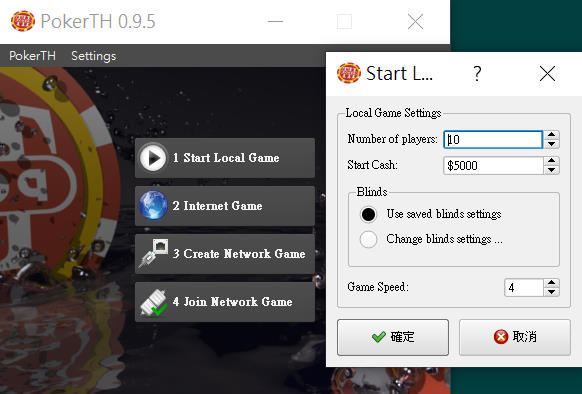 PokerTH 0.9.5
PokerTH Settings
1 Start Local Game
2 Internet Game
3 Create Network Game
4 Join Network Game
Start L...
Local Game Settings
Number of players: 10
Start Cash: $5000
Blinds
Use saved blinds settings
Change blinds settings ...
Game Speed: 4
確定
取消